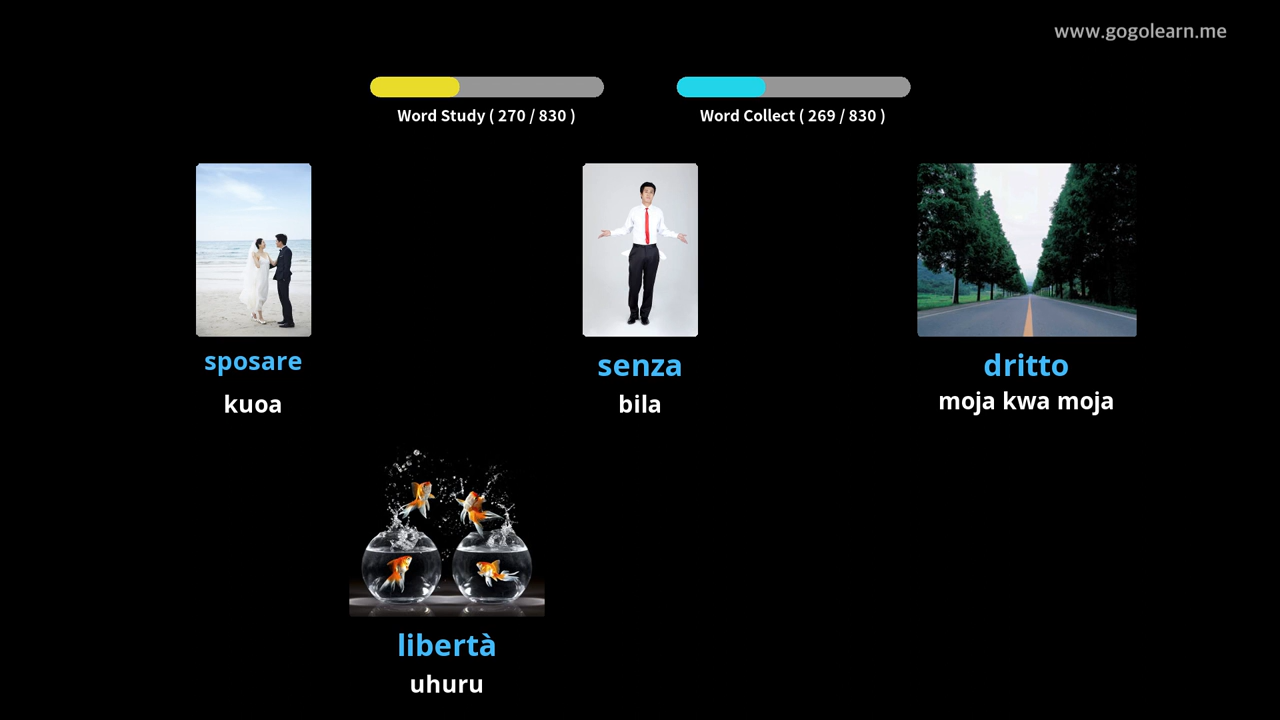 www.gogolearn.me
Word Study ( 270 / 830 )
Word Collect ( 269 / 830 )
sposare
kuoa
senza
bila
dritto
moja kwa moja
libertà
uhuru